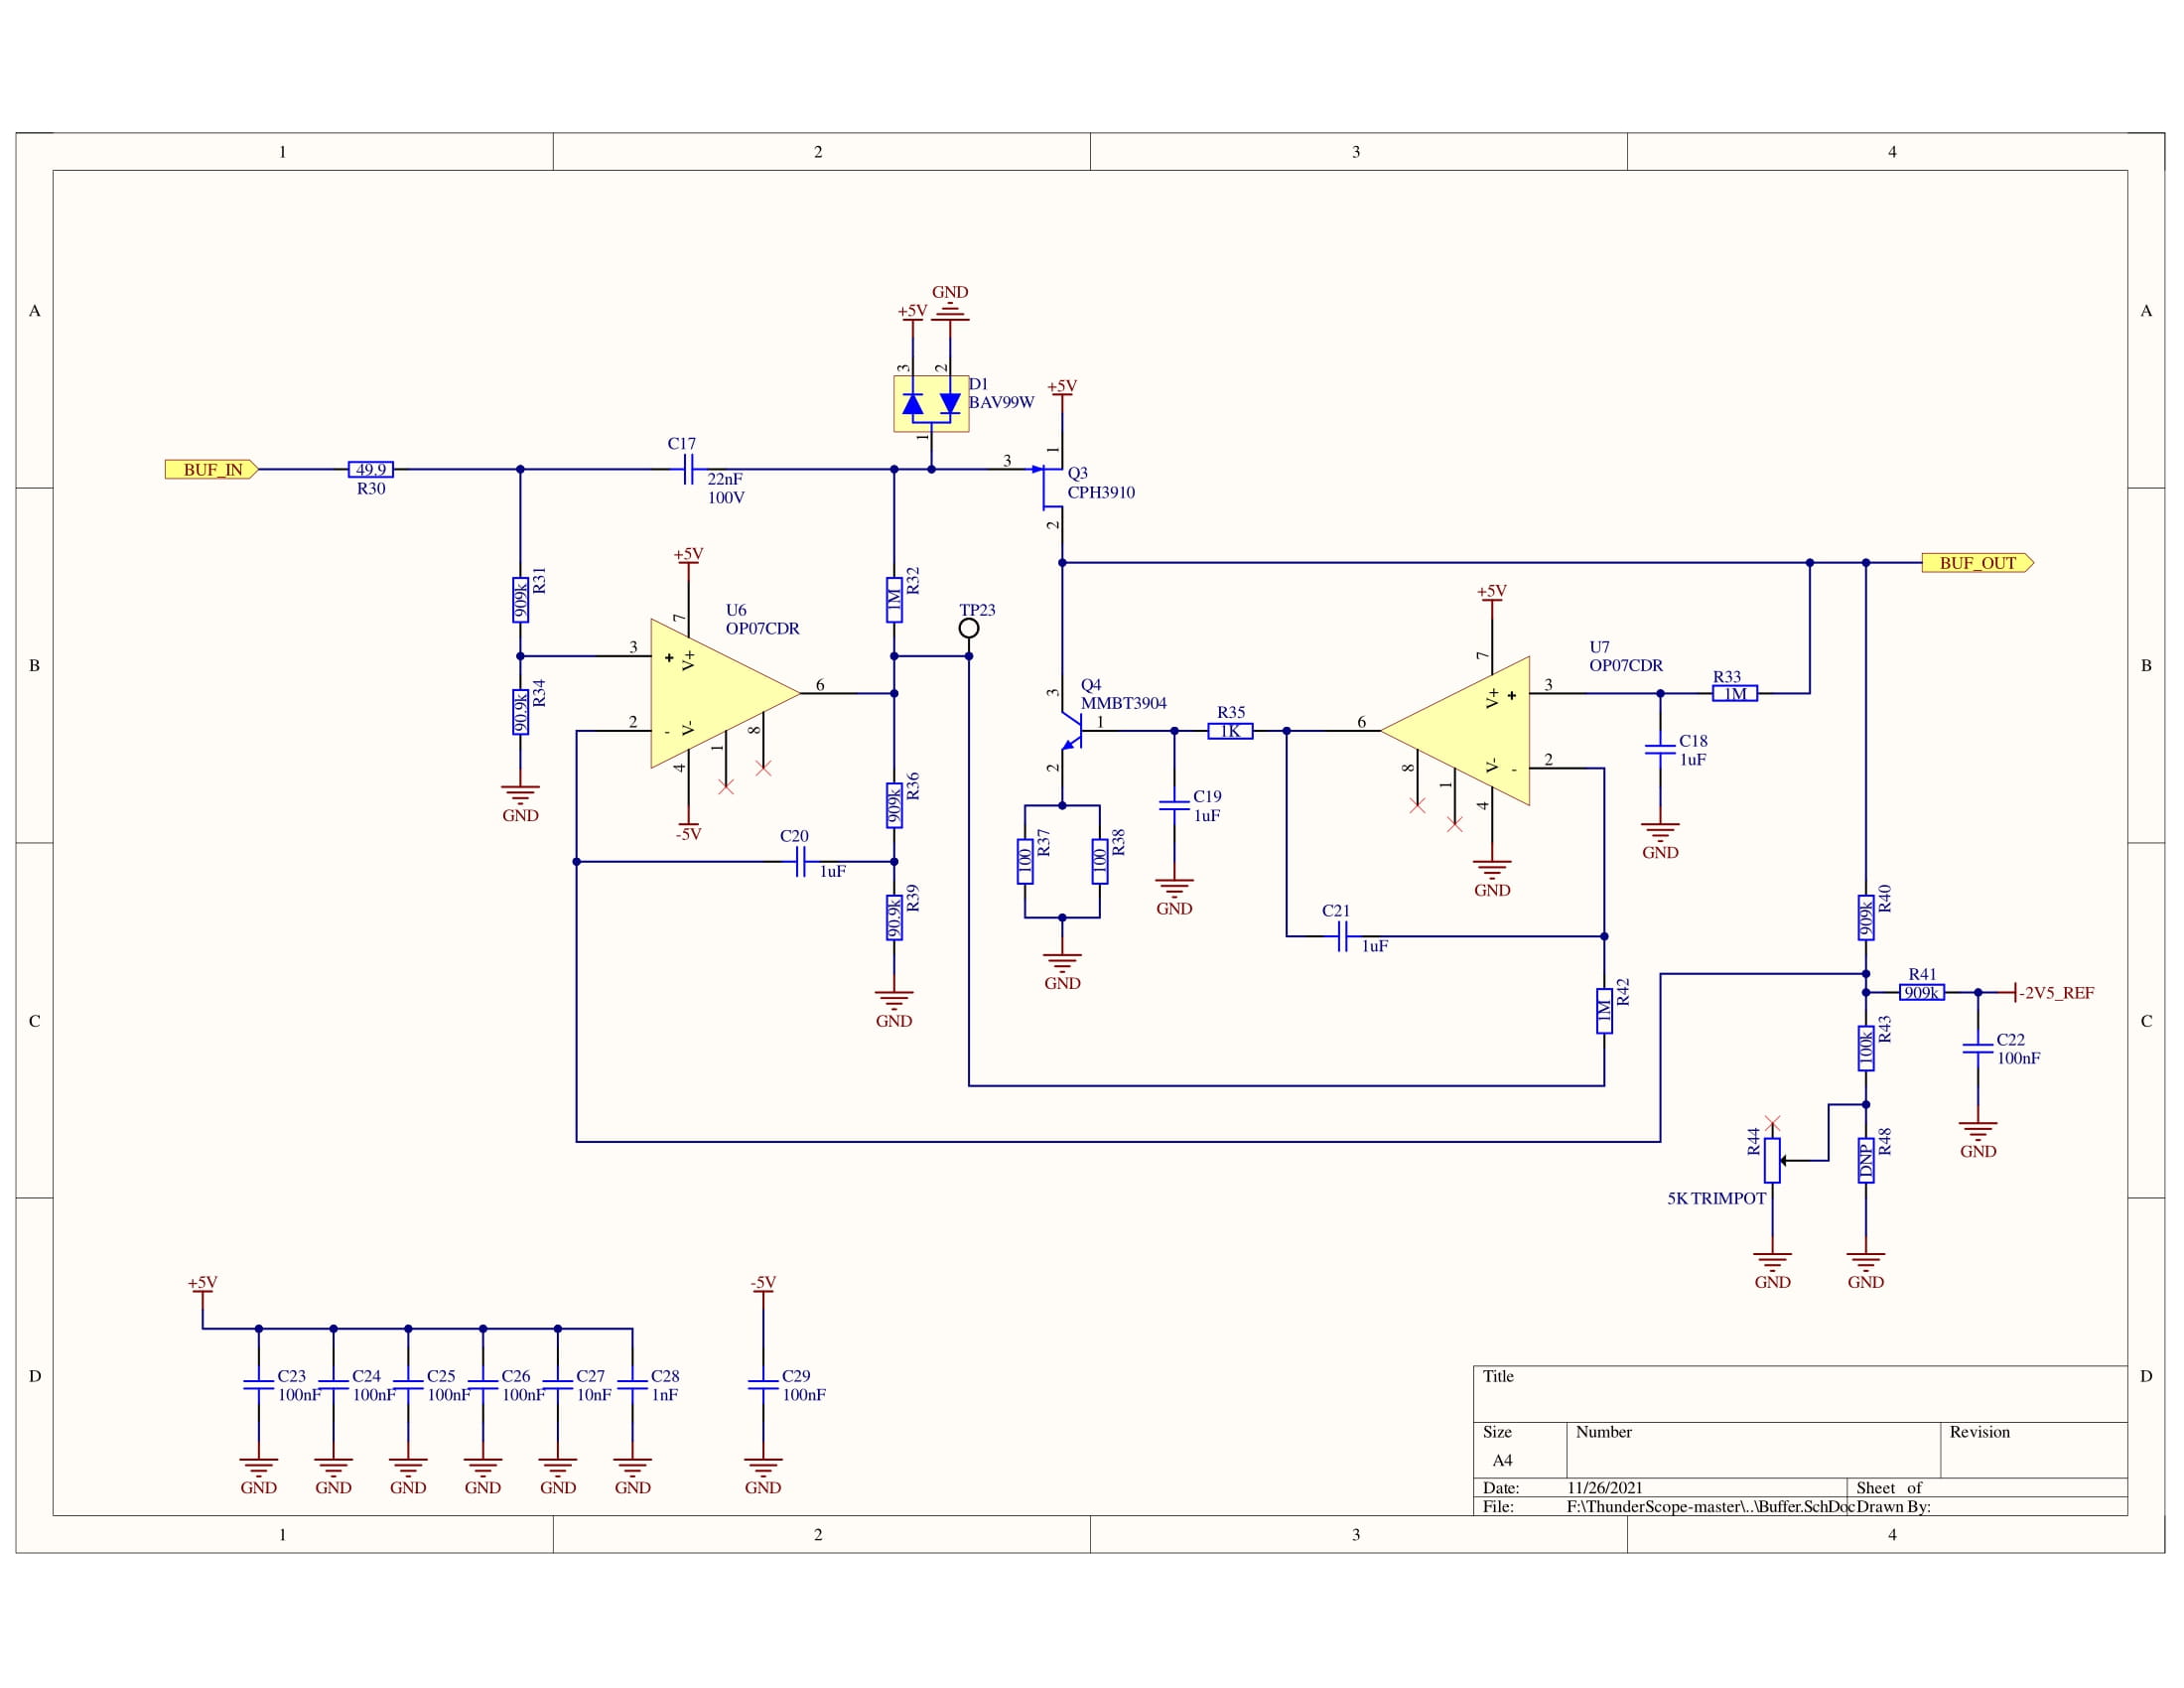 1
2
3
4
A
A
GND
+5V
3
2
D1
BAV99W
1
+5V
1
C17
22nF
100V
BUF_IN
49.9
R30
3
Q3
CPH3910
2
BUF_OUT
B
B
909k
R31
+5V
7
U6
OP07CDR
3
+
V+
6
2
-
V-
4
1
8
-5V
90.9k
R34
GND
1M
R32
TP23
909k
R36
C20
1uF
90.9k
R39
GND
3
Q4
MMBT3904
1
2
100
R37
100
R38
GND
R35
1K
C19
1uF
GND
+5V
7
U7
OP07CDR
6
V+
+
3
V-
-
2
8
1
4
GND
R33
1M
C18
1uF
GND
C
C
C21
1uF
1M
R42
909k
R40
R41
909k
-2V5_REF
100k
R43
C22
100nF
GND
R44
5K TRIMPOT
DNP
R48
GND
GND
D
D
+5V
C23
100nF
C24
100nF
C25
100nF
C26
100nF
C27
10nF
C28
1nF
GND
GND
GND
GND
GND
GND
-5V
C29
100nF
GND
Title
Size
Number
Revision
A4
Date:
11/26/2021
Sheet of
File:
F:\ThunderScope-master\..\Buffer.SchDoc
Drawn By:
1
2
3
4